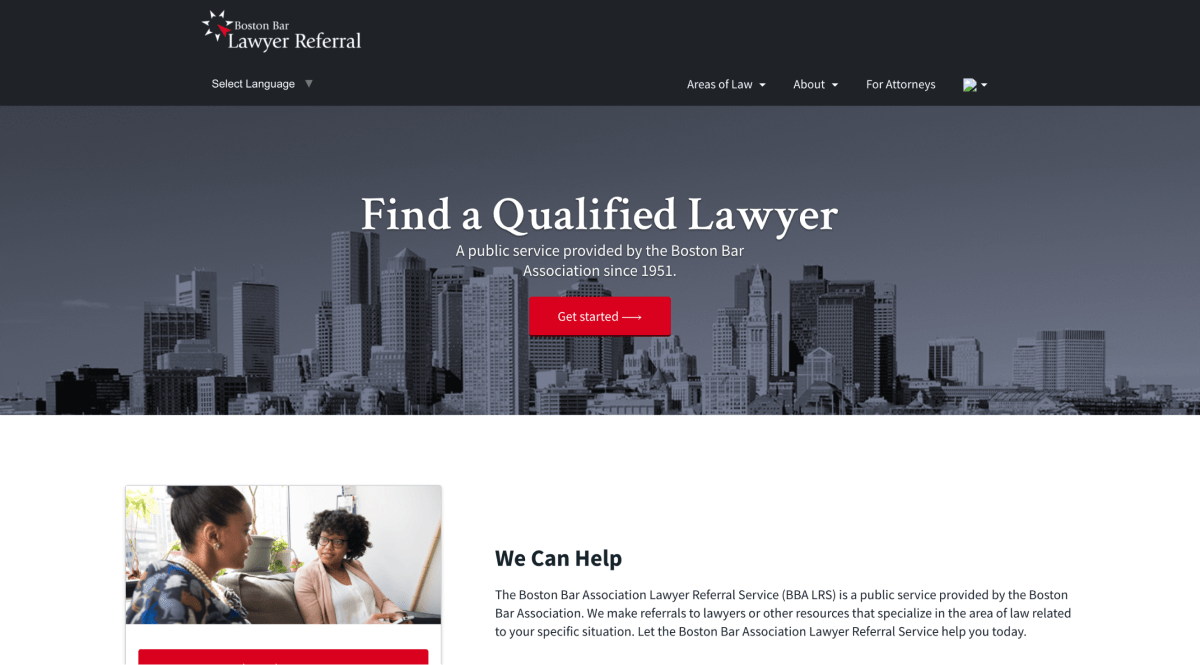 Boston Bar
Lawyer Referral
Select Language ▼
Areas of Law
About
For Attorneys
Find a Qualified Lawyer
A public service provided by the Boston Bar
Association since 1951.
Get started ⟶
We Can Help
The Boston Bar Association Lawyer Referral Service (BBA LRS) is a public service provided by the Boston
Bar Association. We make referrals to lawyers or other resources that specialize in the area of law related
to your specific situation. Let the Boston Bar Association Lawyer Referral Service help you today.